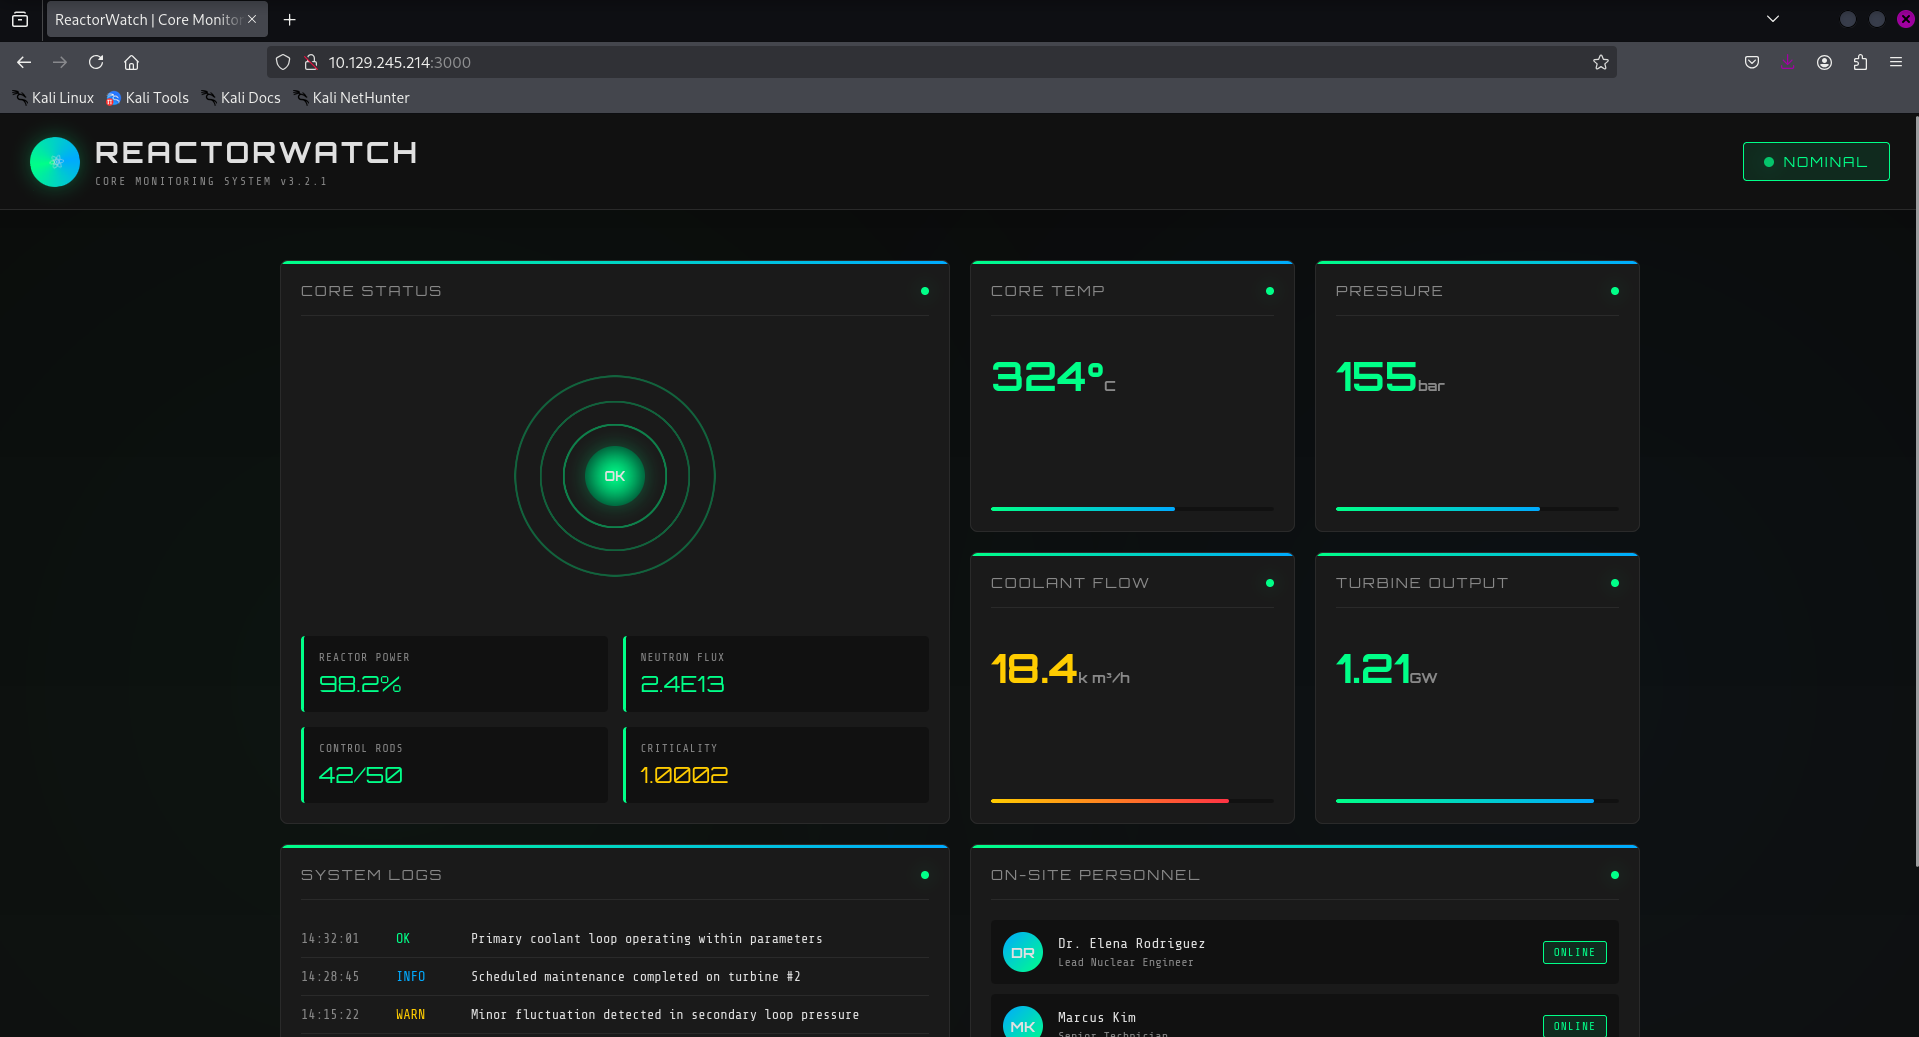 ReactorWatch | Core Monitor
10.129.245.214:3000
Kali Linux
Kali Tools
Kali Docs
Kali NetHunter
REACTORWATCH
CORE MONITORING SYSTEM v3.2.1
NOMINAL
CORE STATUS
OK
REACTOR POWER
98.2%
NEUTRON FLUX
2.4E13
CONTROL RODS
42/50
CRITICALITY
1.0002
CORE TEMP
324°C
PRESSURE
155bar
COOLANT FLOW
18.4k m³/h
TURBINE OUTPUT
1.21GW
SYSTEM LOGS
14:32:01 OK Primary coolant loop operating within parameters
14:28:45 INFO Scheduled maintenance completed on turbine #2
14:15:22 WARN Minor fluctuation detected in secondary loop pressure
ON-SITE PERSONNEL
DR
Dr. Elena Rodriguez
Lead Nuclear Engineer
ONLINE
MK
Marcus Kim
Senior Technician
ONLINE